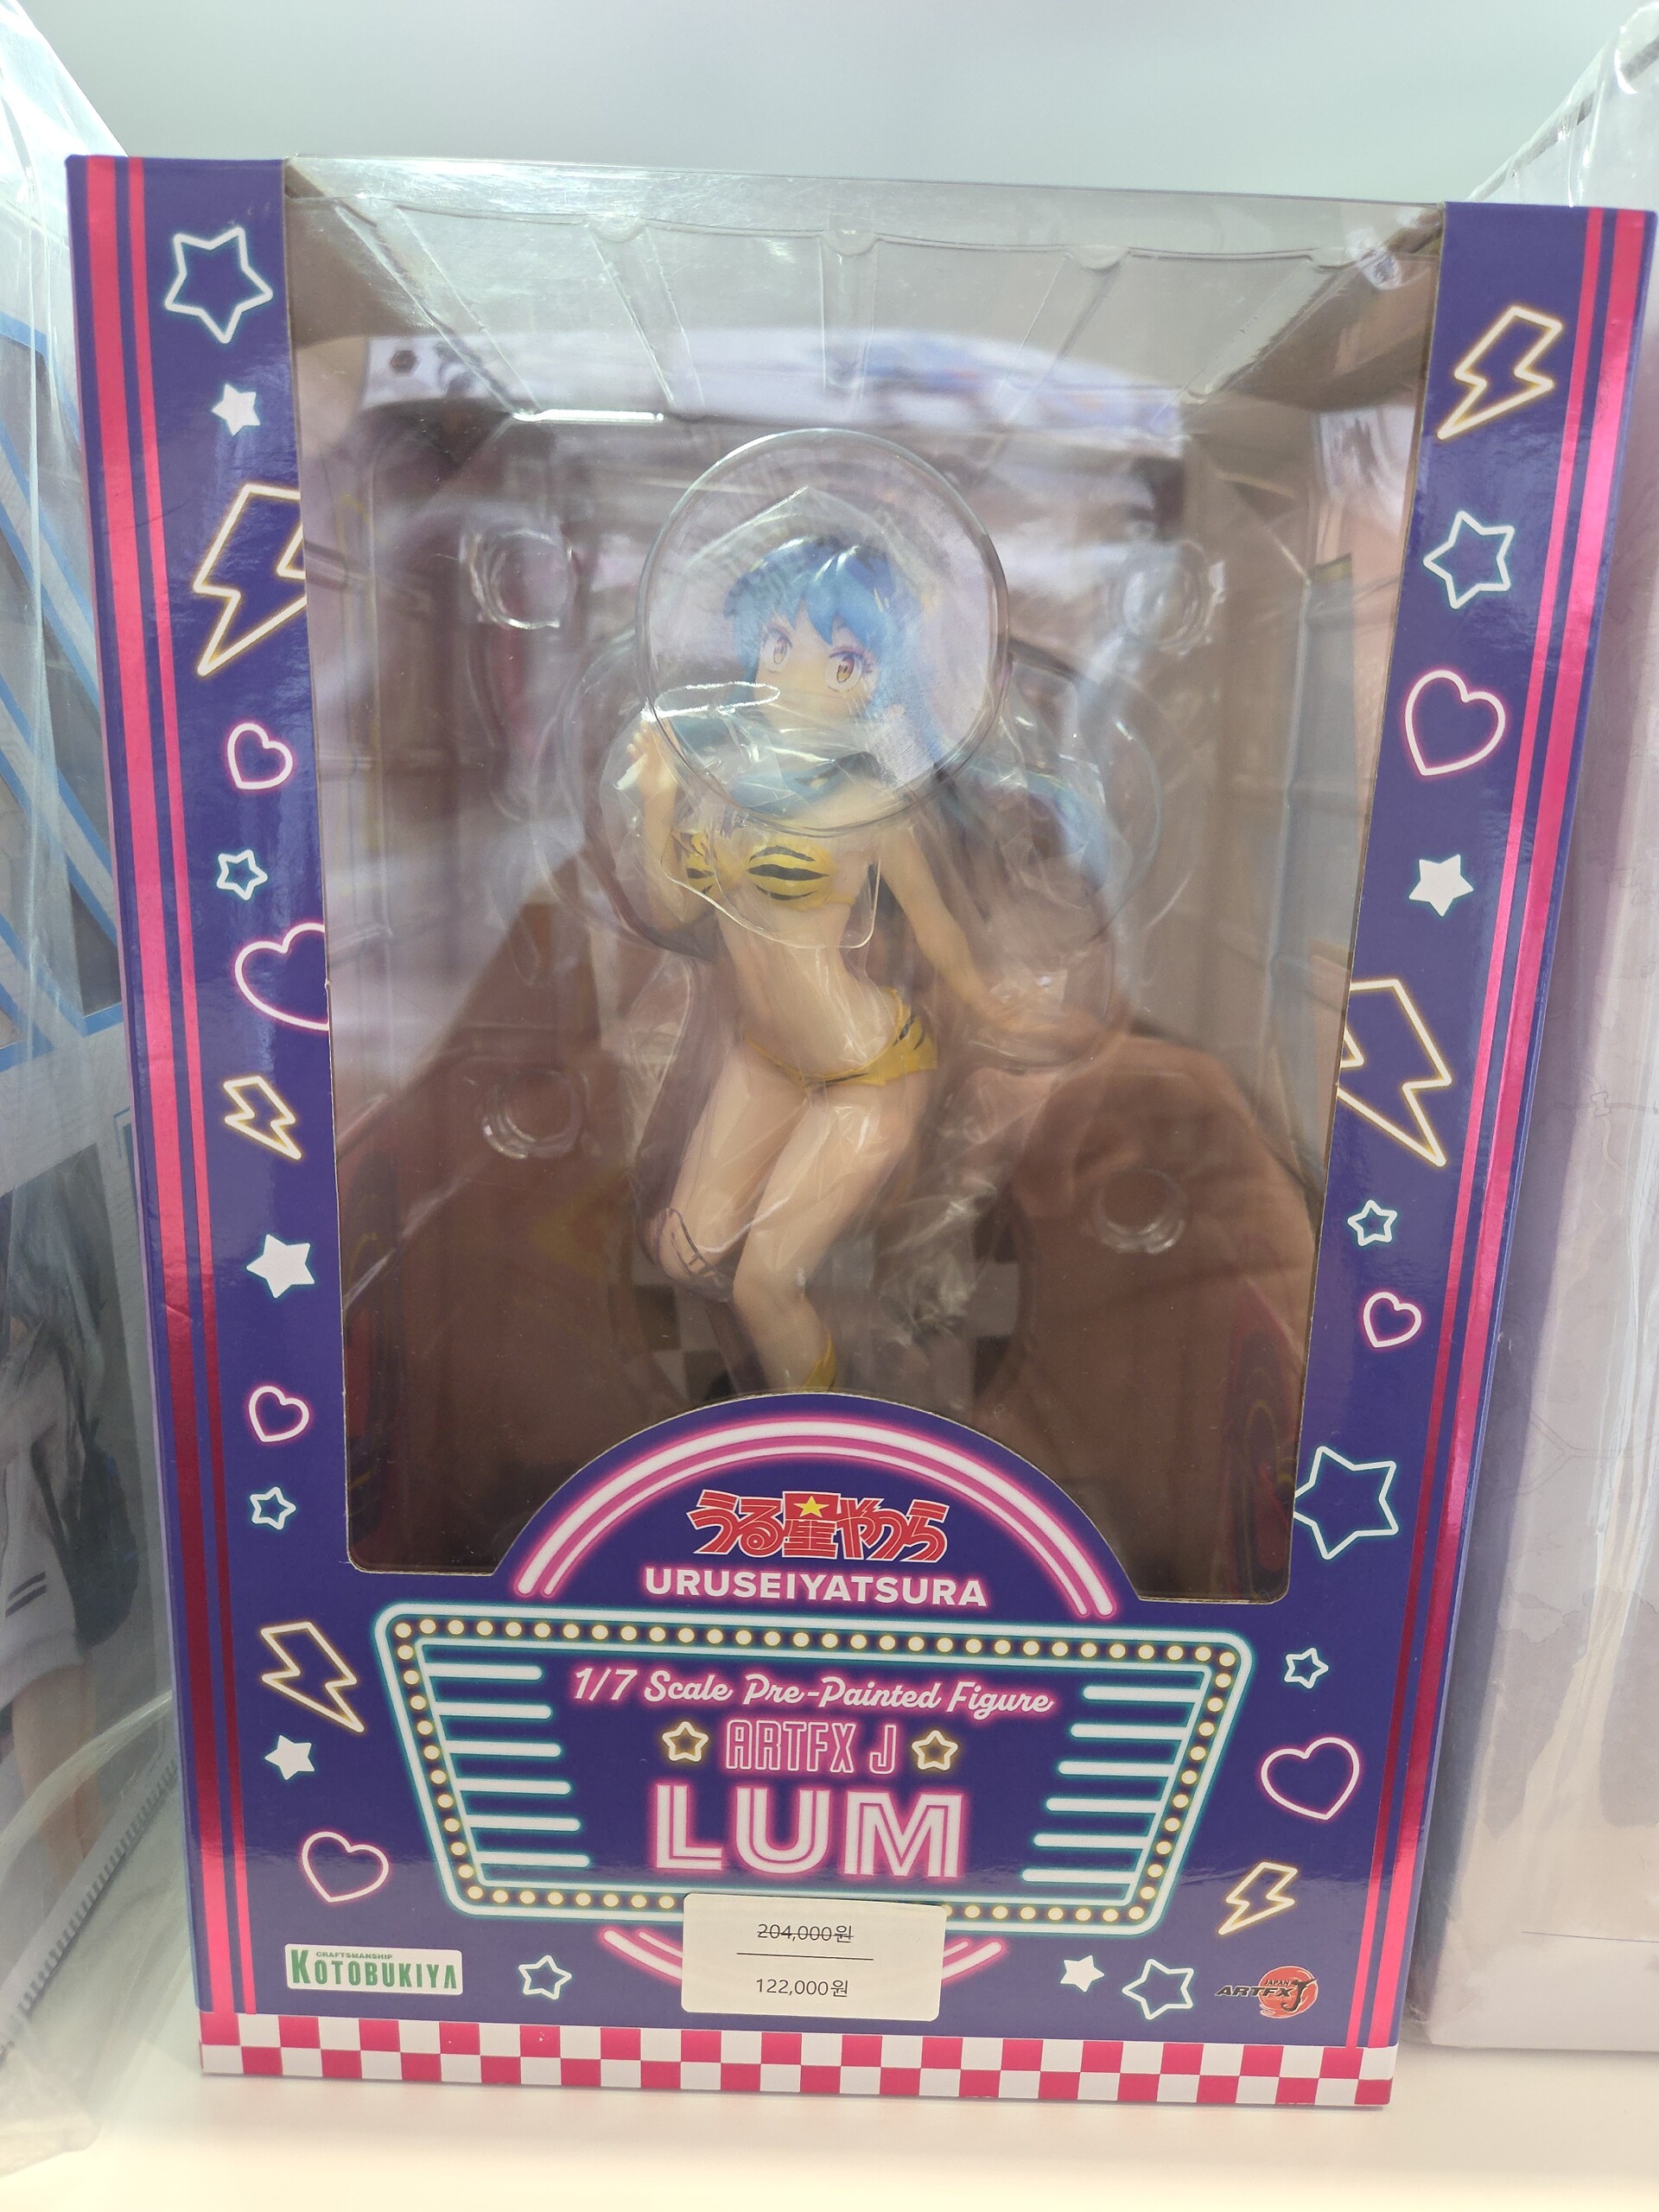 うる星やつら
URUSEIYATSURA
1/7 Scale Pre-Painted Figure
ARTFX J
LUM
204,000원
122,000원
CRAFTSMANSHIP
KOTOBUKIYA
JAPAN
ARTFX J